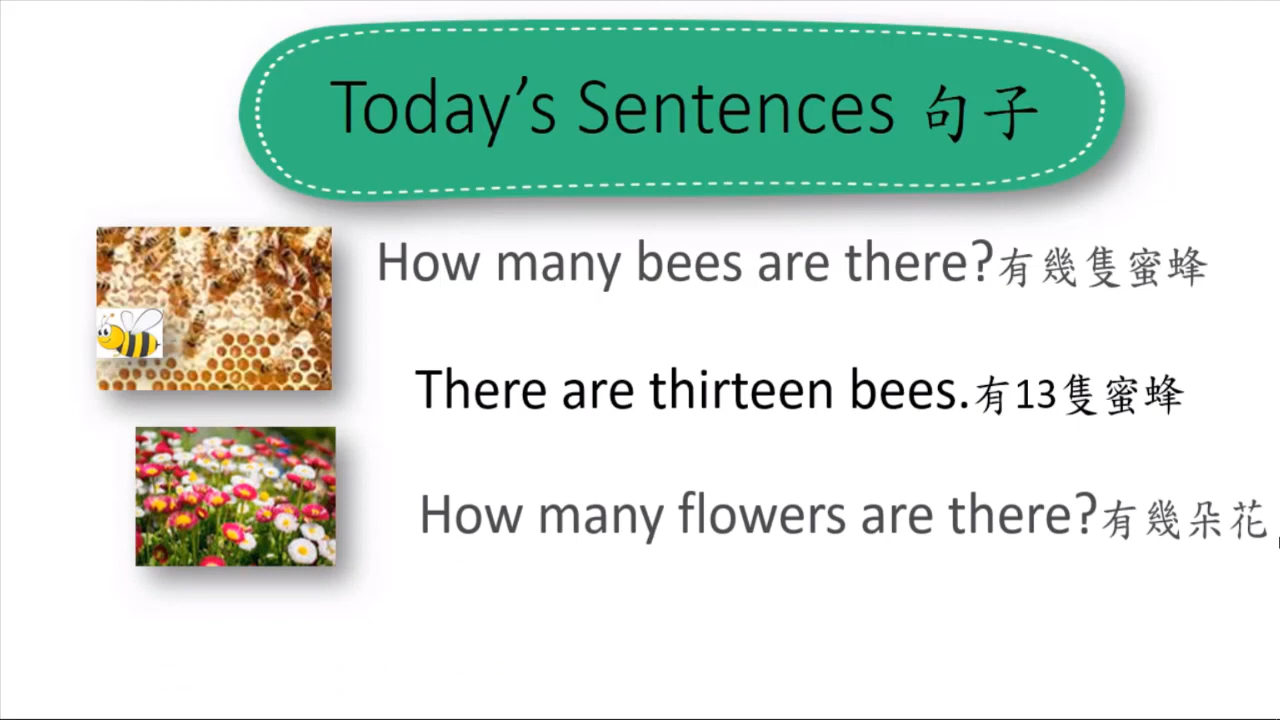 Today’s Sentences 句子
How many bees are there?有幾隻蜜蜂
There are thirteen bees.有13隻蜜蜂
How many flowers are there?有幾朵花